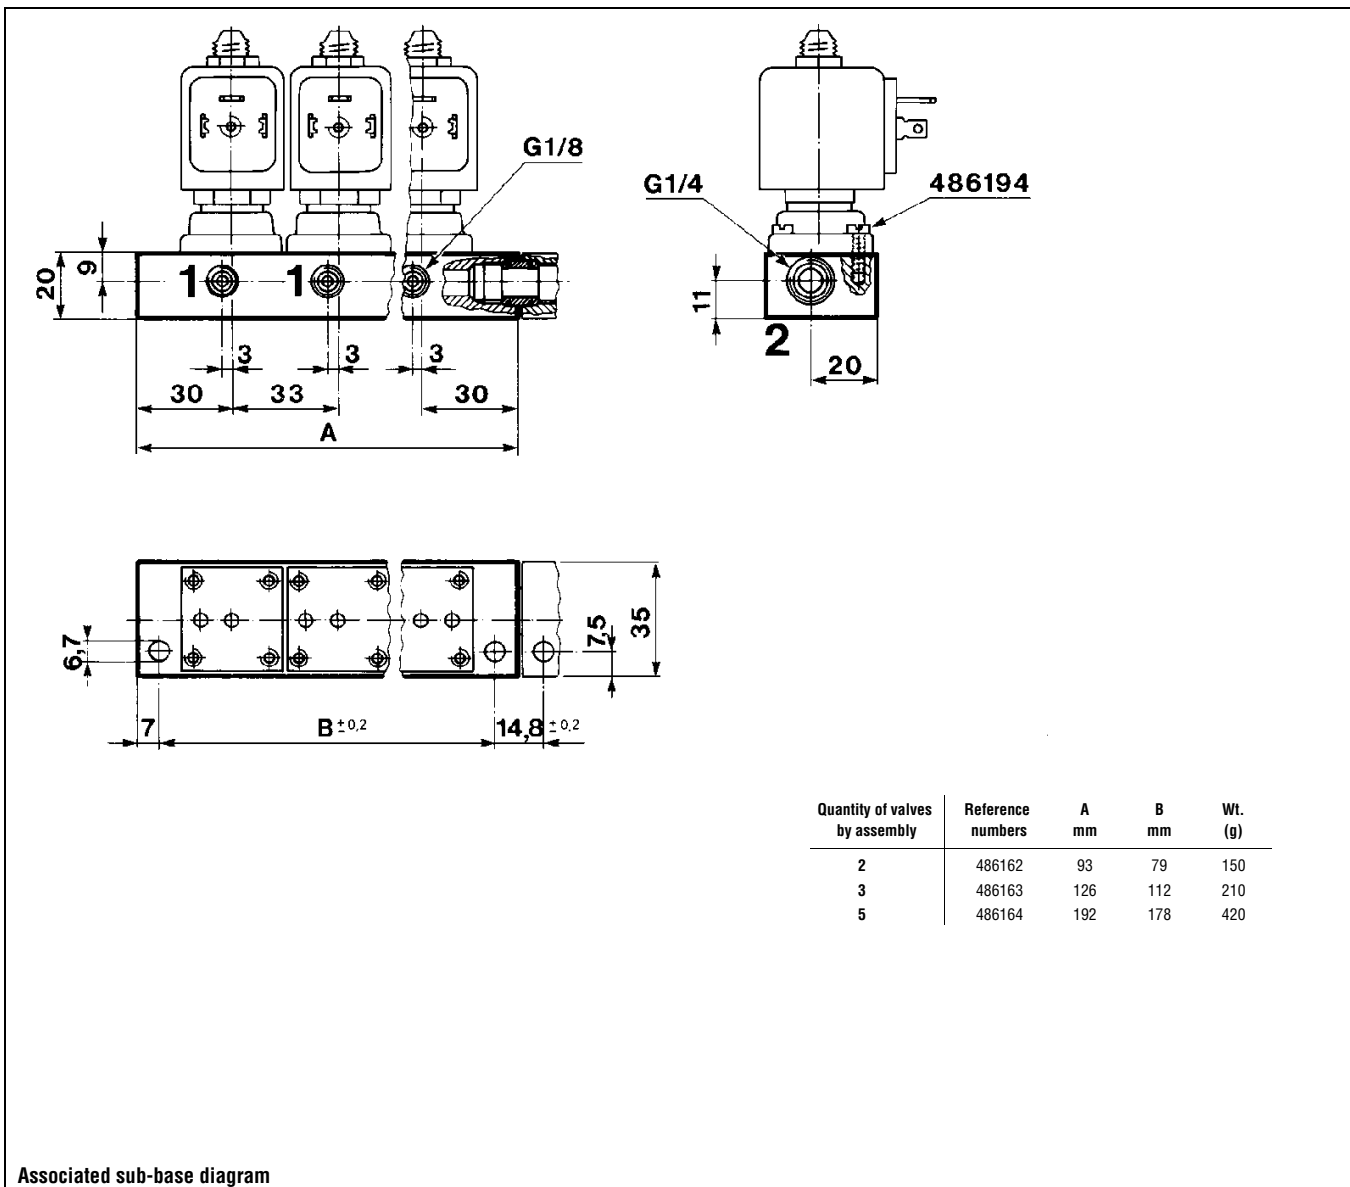 G1/8
G1/4
486194
9
20
1
1
11
2
3
3
3
20
30
33
30
A
6,7
7,5
35
7
B ± 0,2
14,8 ± 0,2
Quantity of valves by assembly
Reference numbers
A mm
B mm
Wt. (g)
2 486162 93 79 150
3 486163 126 112 210
5 486164 192 178 420
Associated sub-base diagram